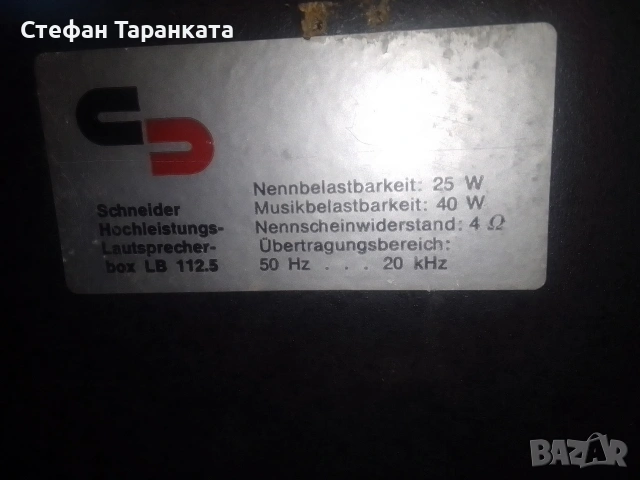 Стефан Таранката
Schneider
Hochleistungs-
Lautsprecher-
box LB 112.5
Nennbelastbarkeit: 25 W
Musikbelastbarkeit: 40 W
Nennscheinwiderstand: 4 Ω
Übertragungsbereich:
50 Hz . . . 20 kHz
BAZAR